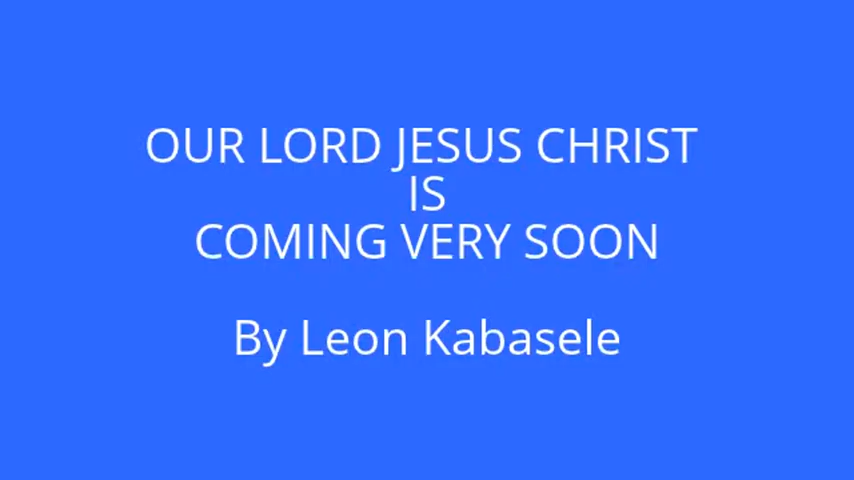 OUR LORD JESUS CHRIST
IS
COMING VERY SOON
By Leon Kabasele